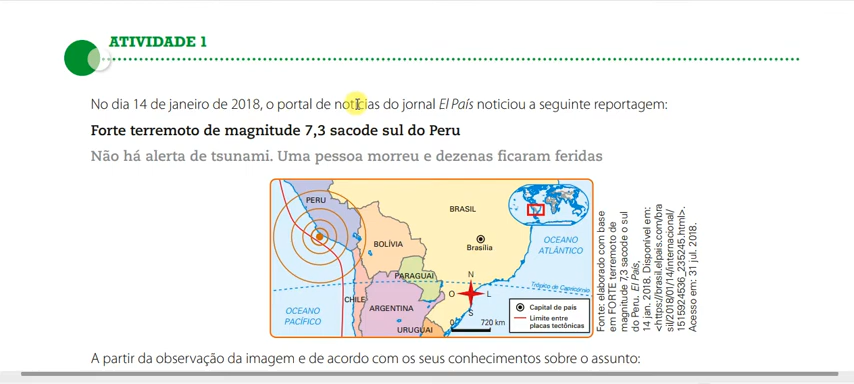 ATIVIDADE 1
No dia 14 de janeiro de 2018, o portal de notícias do jornal El País noticiou a seguinte reportagem:
Forte terremoto de magnitude 7,3 sacode sul do Peru
Não há alerta de tsunami. Uma pessoa morreu e dezenas ficaram feridas
PERU
BRASIL
BOLÍVIA
Brasília
OCEANO
ATLÂNTICO
PARAGUAI
N
O
L
S
Trópico de Capricórnio
CHILE
ARGENTINA
OCEANO
PACÍFICO
URUGUAI
0
720 km
Capital de país
Limite entre
placas tectônicas
Fonte: elaborado com base
em FORTE terremoto de
magnitude 7,3 sacode o sul
do Peru. El País,
14 jan. 2018. Disponível em:
<https://brasil.elpais.com/bra
sil/2018/01/14/internacional/
1515924536_235245.html>.
Acesso em: 31 jul. 2018.
A partir da observação da imagem e de acordo com os seus conhecimentos sobre o assunto: